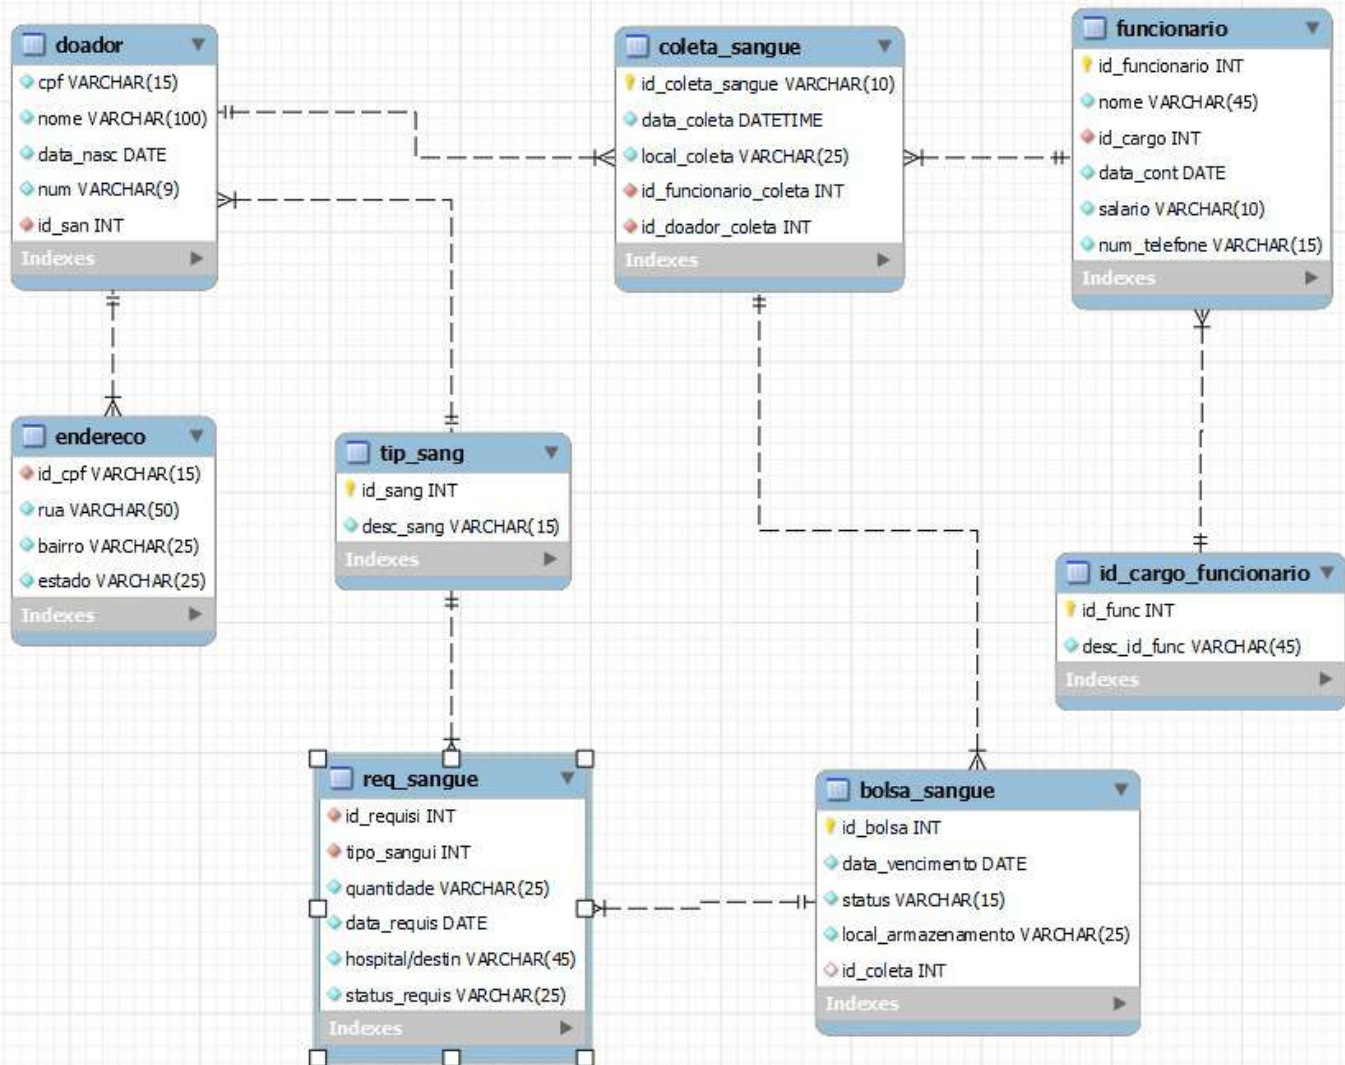 doador
cpf VARCHAR(15)
nome VARCHAR(100)
data_nasc DATE
num VARCHAR(9)
id_san INT
Indexes
coleta_sangue
id_coleta_sangue VARCHAR(10)
data_coleta DATETIME
local_coleta VARCHAR(25)
id_funcionario_coleta INT
id_doador_coleta INT
Indexes
funcionario
id_funcionario INT
nome VARCHAR(45)
id_cargo INT
data_cont DATE
salario VARCHAR(10)
num_telefone VARCHAR(15)
Indexes
endereco
id_cpf VARCHAR(15)
rua VARCHAR(50)
bairro VARCHAR(25)
estado VARCHAR(25)
Indexes
tip_sang
id_sang INT
desc_sang VARCHAR(15)
Indexes
id_cargo_funcionario
id_func INT
desc_id_func VARCHAR(45)
Indexes
req_sangue
id_requisi INT
tipo_sangui INT
quantidade VARCHAR(25)
data_requis DATE
hospital/destin VARCHAR(45)
status_requis VARCHAR(25)
Indexes
bolsa_sangue
id_bolsa INT
data_vencimento DATE
status VARCHAR(15)
local_armazenamento VARCHAR(25)
id_coleta INT
Indexes